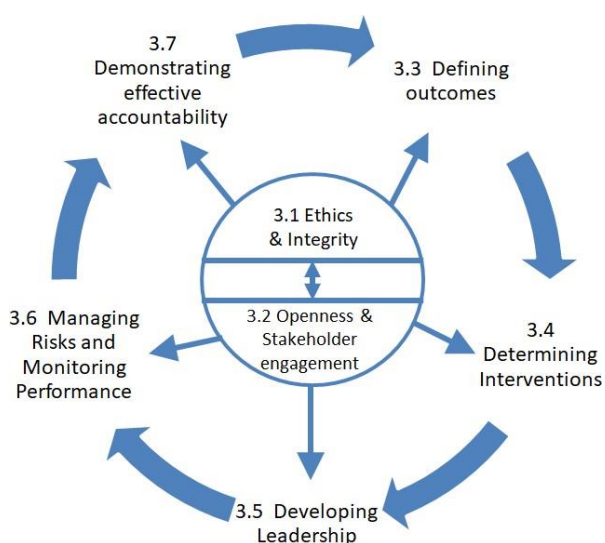 3.7
Demonstrating
effective
accountability
3.3 Defining
outcomes
3.1 Ethics
& Integrity
3.2 Openness &
Stakeholder
engagement
3.6 Managing
Risks and
Monitoring
Performance
3.4
Determining
Interventions
3.5 Developing
Leadership